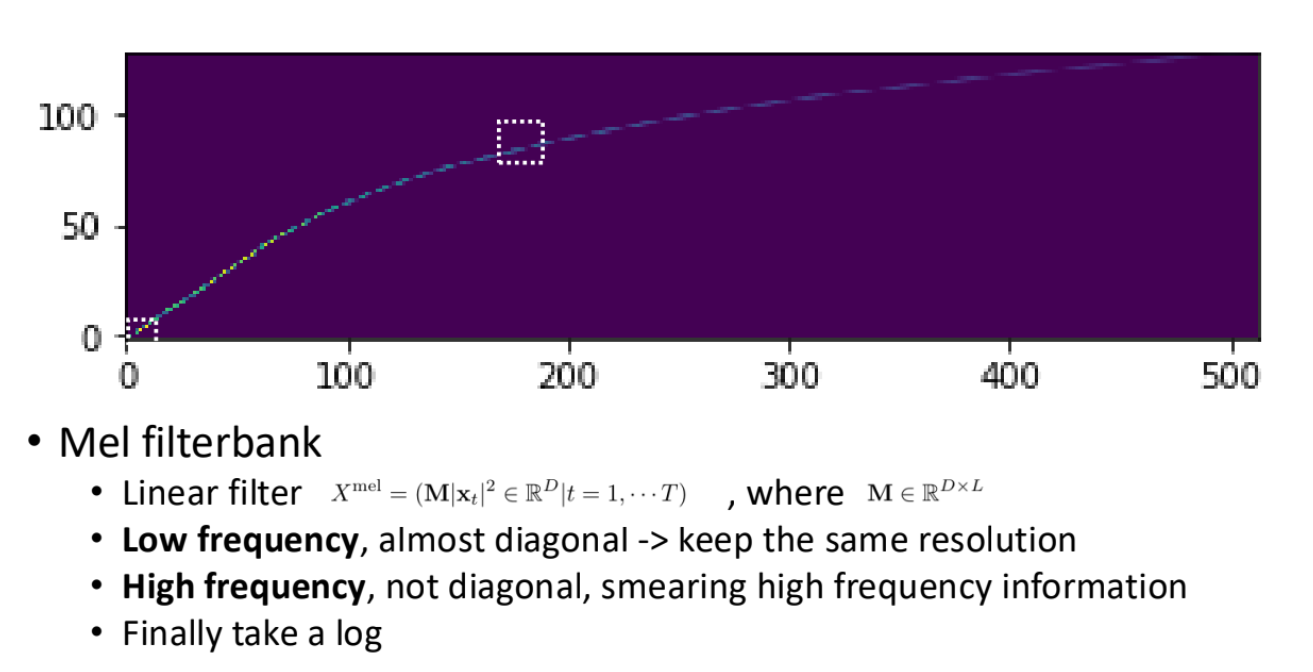 100
50
0
0 100 200 300 400 500
• Mel filterbank
• Linear filter X^mel = (M|x_t|^2 ∈ ℝ^D|t = 1, ··· T) , where M ∈ ℝ^{D×L}
• Low frequency, almost diagonal -> keep the same resolution
• High frequency, not diagonal, smearing high frequency information
• Finally take a log